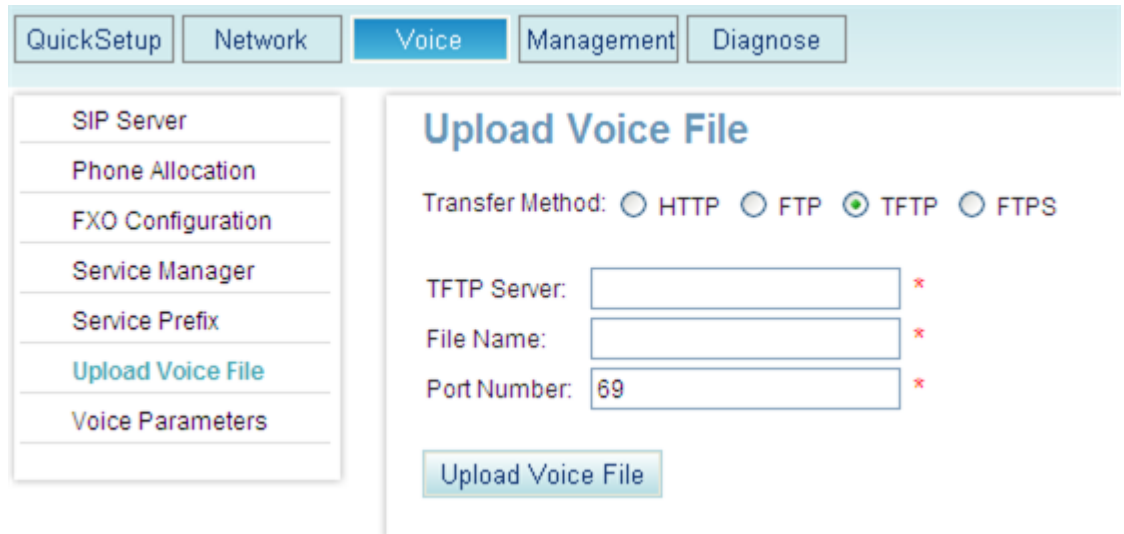 QuickSetup Network Voice Management Diagnose
SIP Server
Phone Allocation
FXO Configuration
Service Manager
Service Prefix
Upload Voice File
Voice Parameters
Upload Voice File
Transfer Method: HTTP FTP TFTP FTPS
TFTP Server: *
File Name: *
Port Number: 69 *
Upload Voice File